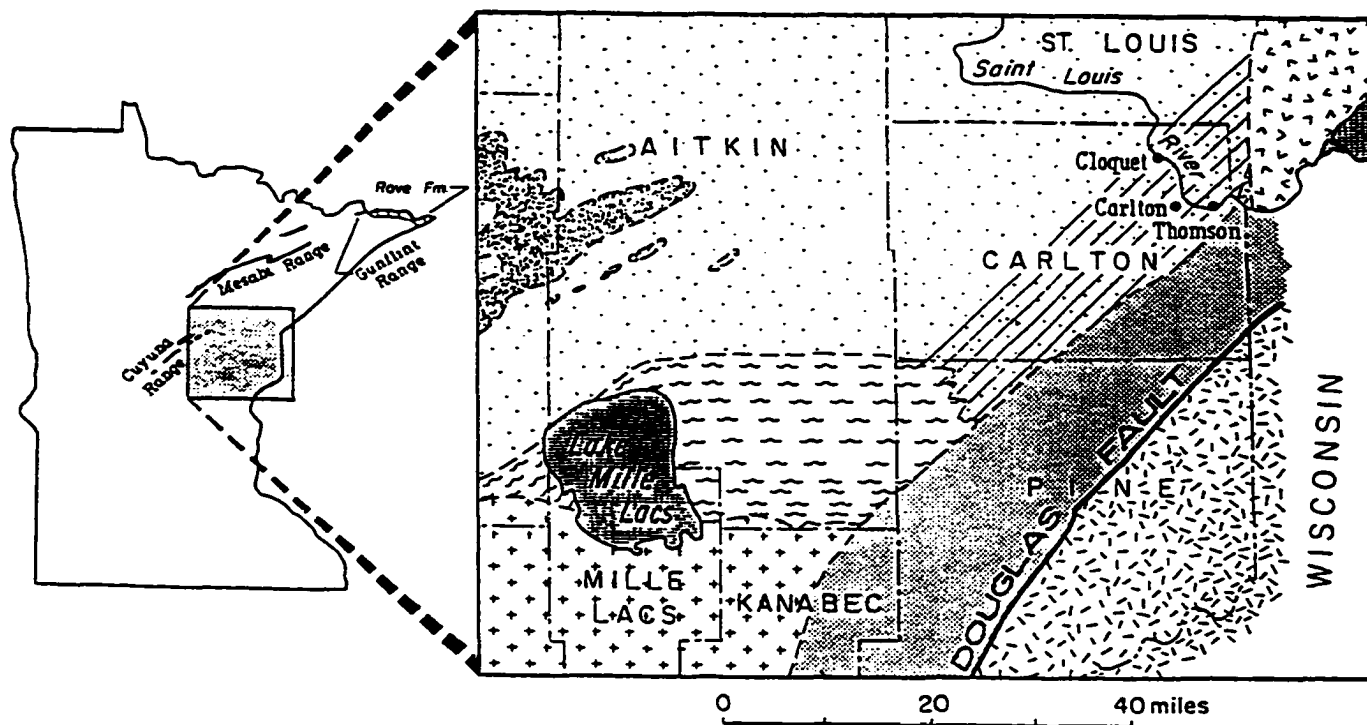 Rove Fm.
Mesabi Range
Gunflint
Range
Cuyuna
Range
ST. LOUIS
Saint Louis
River
AITKIN
Cloquet
Carlton
Thomson
CARLTON
Lake
Mille
Lacs
MILLE
LACS
KANABEC
PINE
DOUGLAS FAULT
WISCONSIN
0 20 40 miles